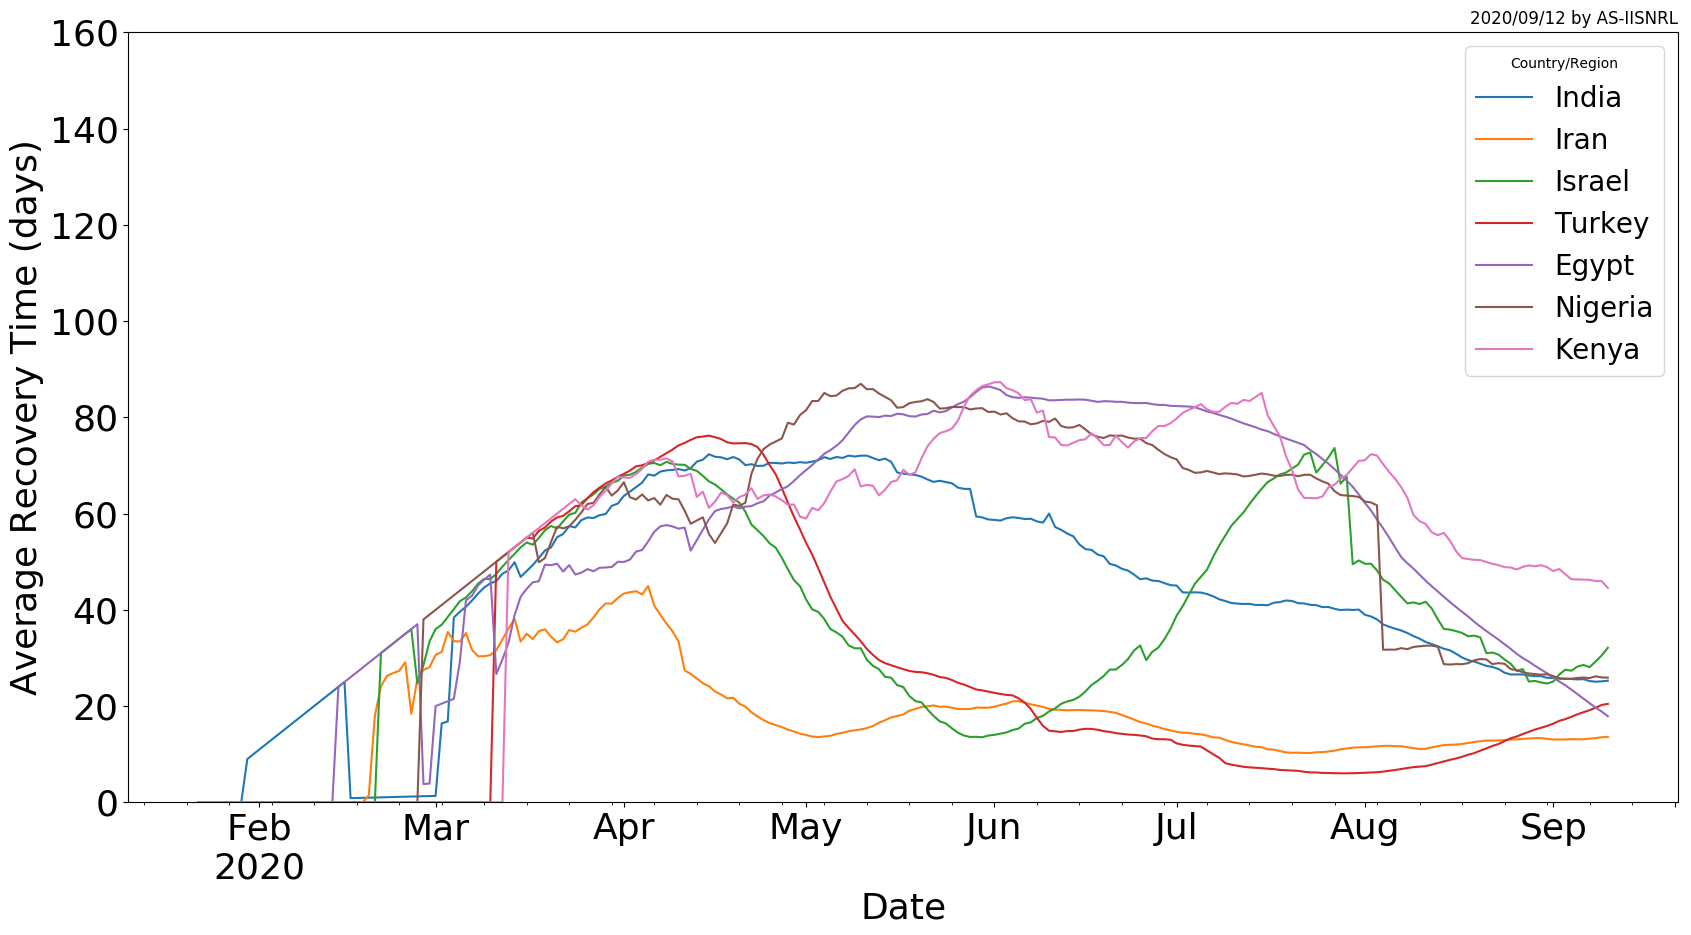 2020/09/12 by AS-IISNRL
Average Recovery Time (days)
160
140
120
100
80
60
40
20
0
Country/Region
India
Iran
Israel
Turkey
Egypt
Nigeria
Kenya
Feb Mar Apr May Jun Jul Aug Sep
2020
Date